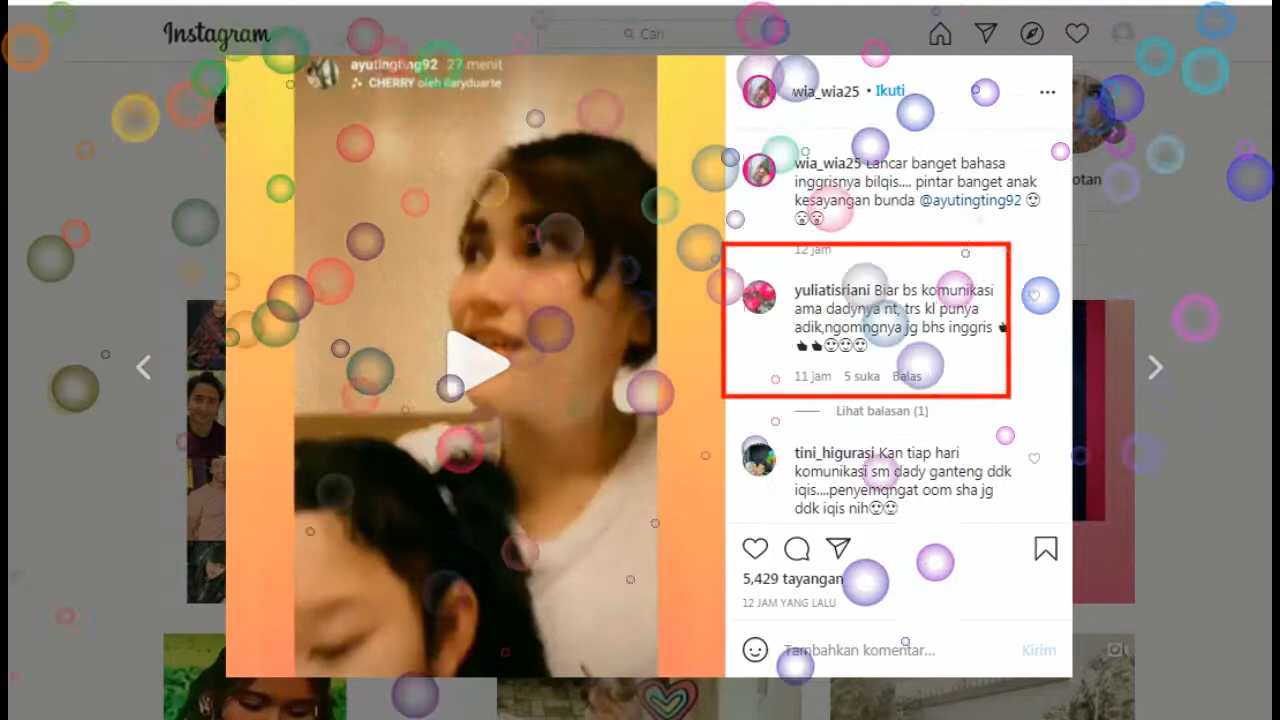 Instagram
Cari
ayutingting92 27 menit
CHERRY oleh ilaryduarte
wia_wia25 • Ikuti
wia_wia25 Lancar banget bahasa
inggrisnya bilqis.... pintar banget anak
kesayangan bunda @ayutingting92
12 jam
yuliatisriani Biar bs komunikasi
ama dadynya nt, trs kl punya
adik,ngomngnya jg bhs inggris
11 jam 5 suka Balas
Lihat balasan (1)
tini_higurasi Kan tiap hari
komunikasi sm dady ganteng ddk
iqis....penyemqngat oom sha jg
ddk iqis nih
5,429 tayangan
12 JAM YANG LALU
Tambahkan komentar...
Kirim
otan